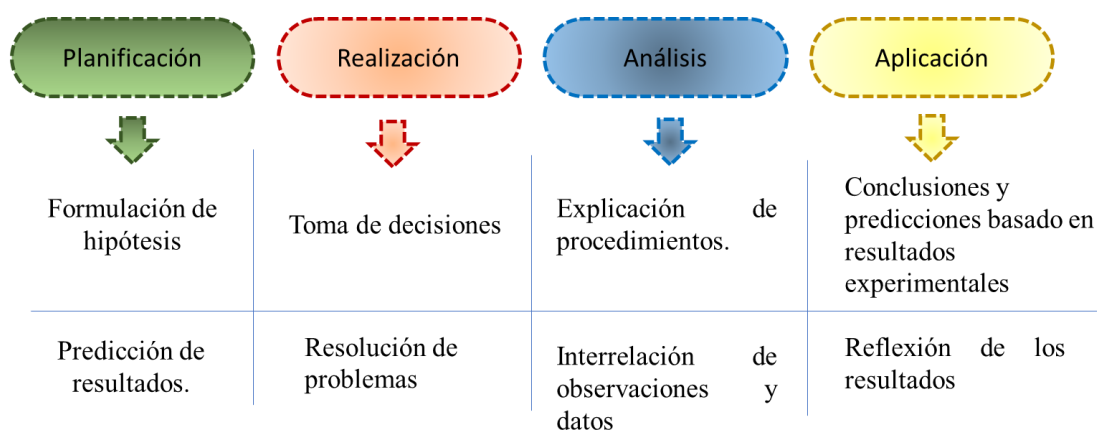 Planificación
Realización
Análisis
Aplicación
Formulación de
hipótesis
Toma de decisiones
Explicación de
procedimientos.
Conclusiones y
predicciones basado en
resultados
experimentales
Predicción de
resultados.
Resolución de
problemas
Interrelación de
observaciones y
datos
Reflexión de los
resultados